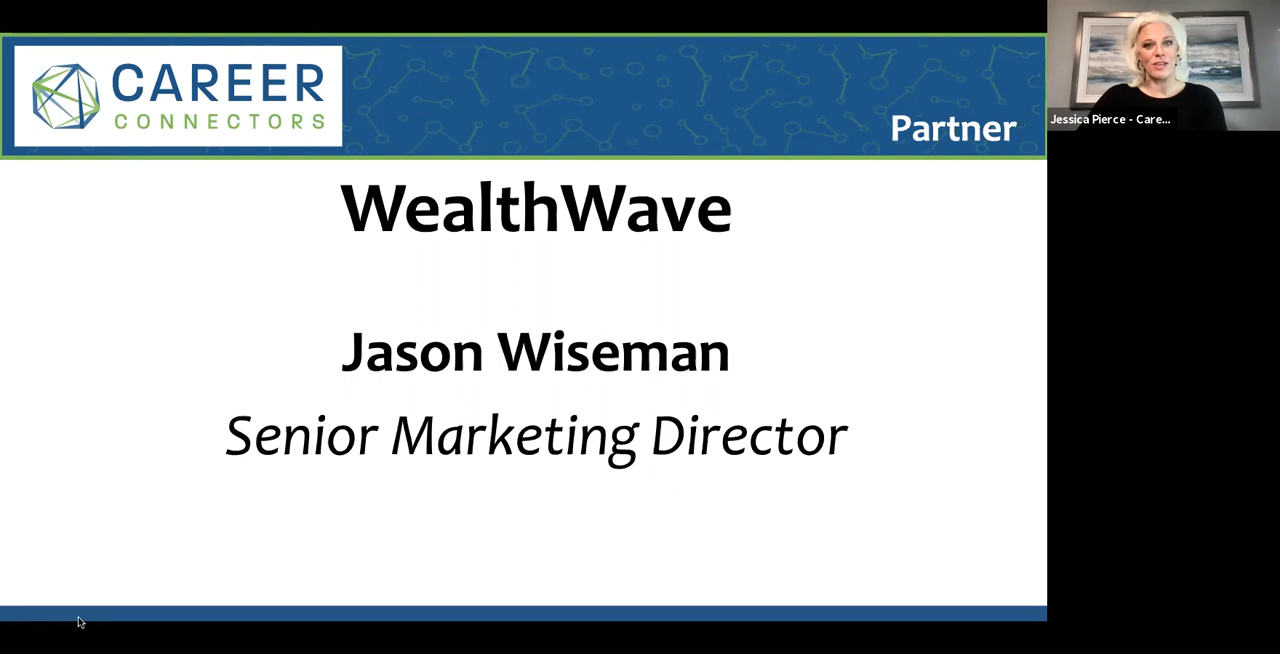 CAREER
CONNECTORS
Partner
Jessica Pierce - Care...
WealthWave
Jason Wiseman
Senior Marketing Director